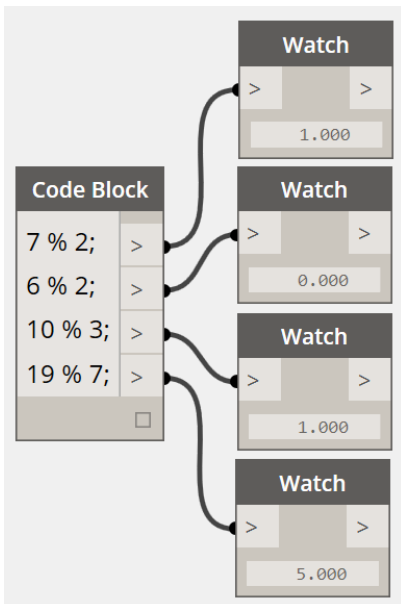 Watch
> >
1.000
Code Block
7 % 2; >
6 % 2; >
10 % 3; >
19 % 7; >
Watch
> >
0.000
Watch
> >
1.000
Watch
> >
5.000